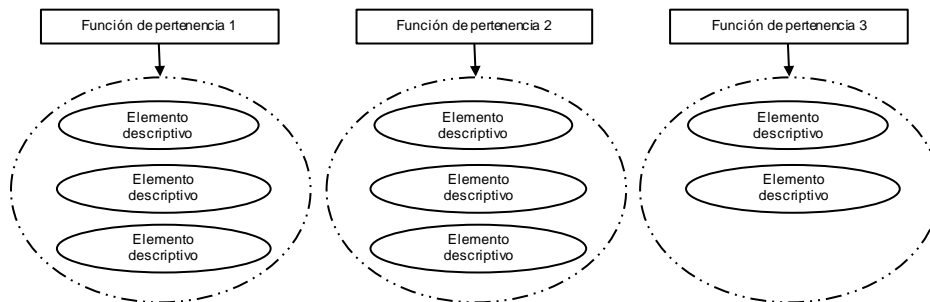 Función de pertenencia 1
Función de pertenencia 2
Función de pertenencia 3
Elemento
descriptivo
Elemento
descriptivo
Elemento
descriptivo
Elemento
descriptivo
Elemento
descriptivo
Elemento
descriptivo
Elemento
descriptivo
Elemento
descriptivo